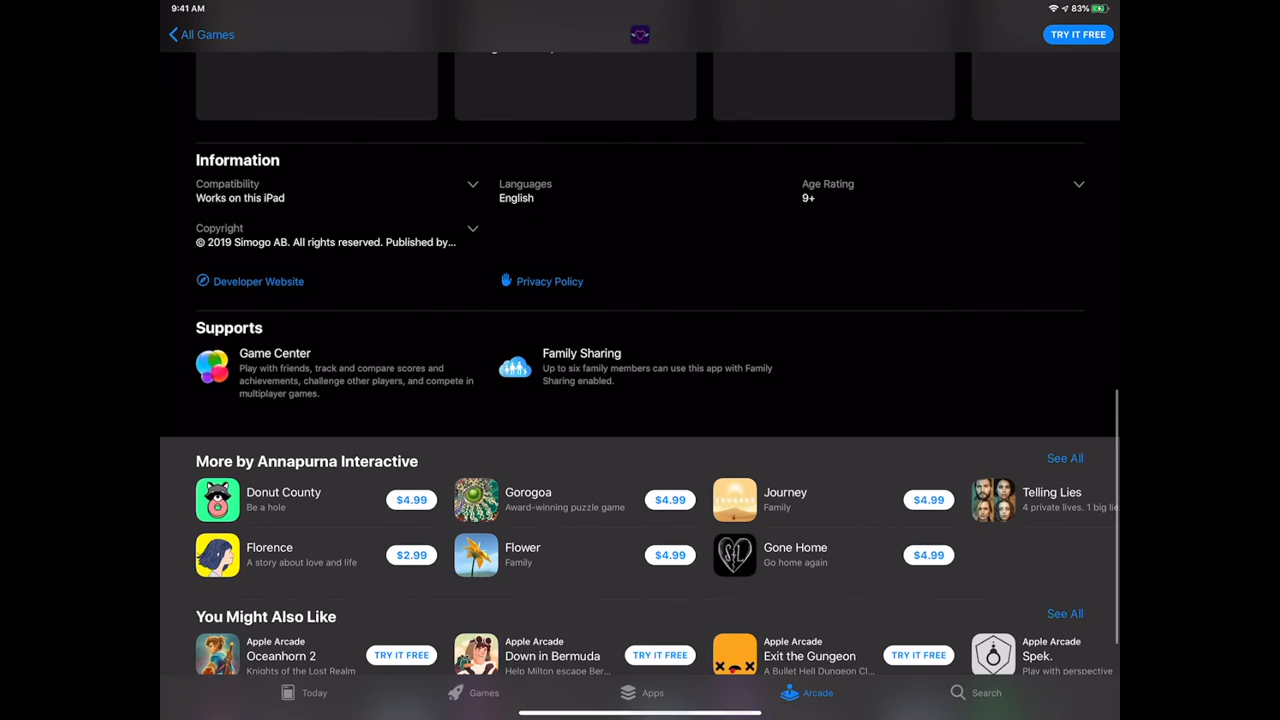 9:41 AM
83%
All Games
TRY IT FREE
Information
Compatibility
Works on this iPad
Languages
English
Age Rating
9+
Copyright
© 2019 Simogo AB. All rights reserved. Published by...
Developer Website
Privacy Policy
Supports
Game Center
Play with friends, track and compare scores and
achievements, challenge other players, and compete in
multiplayer games.
Family Sharing
Up to six family members can use this app with Family
Sharing enabled.
More by Annapurna Interactive
See All
Donut County
Be a hole
$4.99
Gorogoa
Award-winning puzzle game
$4.99
Journey
Family
$4.99
Telling Lies
4 private lives. 1 big lie
Florence
A story about love and life
$2.99
Flower
Family
$4.99
Gone Home
Go home again
$4.99
You Might Also Like
See All
Apple Arcade
Oceanhorn 2
Knights of the Lost Realm
TRY IT FREE
Apple Arcade
Down in Bermuda
Help Milton escape Ber...
TRY IT FREE
Apple Arcade
Exit the Gungeon
A Bullet Hell Dungeon Cl...
TRY IT FREE
Apple Arcade
Spek.
Play with perspective
Today
Games
Apps
Arcade
Search